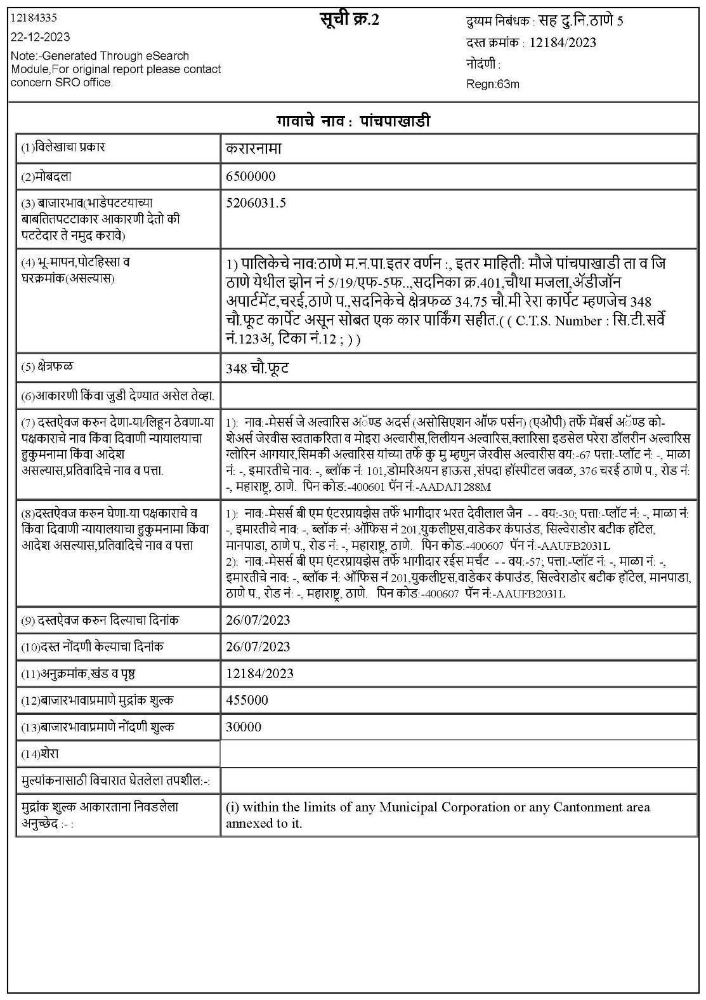 12184335
22-12-2023
Note:-Generated Through eSearch
Module,For original report please contact
concern SRO office.
सूची क्र.2
दुय्यम निबंधक : सह दु.नि.ठाणे 5
दस्त क्रमांक : 12184/2023
नोदंणी :
Regn:63m
गावाचे नाव : पांचपाखाडी
(1)विलेखाचा प्रकार
करारनामा
(2)मोबदला
6500000
(3) बाजारभाव(भाडेपटटयाच्या
बाबतितपटटाकार आकारणी देतो की
पटटेदार ते नमुद करावे)
5206031.5
(4) भू-मापन,पोटहिस्सा व
घरक्रमांक(असल्यास)
1) पालिकेचे नाव:ठाणे म.न.पा.इतर वर्णन :, इतर माहिती: मौजे पांचपाखाडी ता व जि
ठाणे येथील झोन नं 5/19/एफ-5फ..,सदनिका क्र.401,चौथा मजला,ॲडीजॉन
अपार्टमेंट,चरई,ठाणे प.,सदनिकेचे क्षेत्रफळ 34.75 चौ.मी रेरा कार्पेट म्हणजेच 348
चौ.फूट कार्पेट असून सोबत एक कार पार्किंग सहीत.( ( C.T.S. Number : सि.टी.सर्वे
नं.123अ, टिका नं.12 ; ) )
(5) क्षेत्रफळ
348 चौ.फूट
(6)आकारणी किंवा जुडी देण्यात असेल तेव्हा.
(7) दस्तऐवज करुन देणा-या/लिहून ठेवणा-या
पक्षकाराचे नाव किंवा दिवाणी न्यायालयाचा
हुकुमनामा किंवा आदेश
असल्यास,प्रतिवादिचे नाव व पत्ता.
1): नाव:-मेसर्स जे अल्वारिस अॅण्ड अदर्स (असोसिएशन ऑफ पर्सन) (एओपी) तर्फे मेंबर्स अॅण्ड को-
शेअर्स जेरवीस स्वताकरिता व मोइरा अल्वारीस,लिलीयन अल्वारिस,क्लारिसा इडसेल परेरा डॉलरीन अल्वारिस
ग्लोरिन आगयार,सिमकी अल्वारिस यांच्या तर्फे कु मु म्हणुन जेरवीस अल्वारीस वय:-67 पत्ता:-प्लॉट नं: -, माळा
नं: -, इमारतीचे नाव: -, ब्लॉक नं: 101,डोमरिअयन हाऊस ,संपदा हॉस्पीटल जवळ, 376 चरई ठाणे प., रोड नं:
-, महाराष्ट्र, ठाणे. पिन कोड:-400601 पॅन नं:-AADAJ1288M
(8)दस्तऐवज करुन घेणा-या पक्षकाराचे व
किंवा दिवाणी न्यायालयाचा हुकुमनामा किंवा
आदेश असल्यास,प्रतिवादिचे नाव व पत्ता
1): नाव:-मेसर्स बी एम एंटरप्रायझेस तर्फे भागीदार भरत देवीलाल जैन - - वय:-30; पत्ता:-प्लॉट नं: -, माळा नं:
-, इमारतीचे नाव: -, ब्लॉक नं: ऑफिस नं 201,युकलीप्टस,वाडेकर कंपाउंड, सिल्वेराडोर बटीक हॉटेल,
मानपाडा, ठाणे प., रोड नं: -, महाराष्ट्र, ठाणे. पिन कोड:-400607 पॅन नं:-AAUFB2031L
2): नाव:-मेसर्स बी एम एंटरप्रायझेस तर्फे भागीदार रईस मर्चंट - - वय:-57; पत्ता:-प्लॉट नं: -, माळा नं: -,
इमारतीचे नाव: -, ब्लॉक नं: ऑफिस नं 201,युकलीप्टस,वाडेकर कंपाउंड, सिल्वेराडोर बटीक हॉटेल, मानपाडा,
ठाणे प., रोड नं: -, महाराष्ट्र, ठाणे. पिन कोड:-400607 पॅन नं:-AAUFB2031L
(9) दस्तऐवज करुन दिल्याचा दिनांक
26/07/2023
(10)दस्त नोंदणी केल्याचा दिनांक
26/07/2023
(11)अनुक्रमांक,खंड व पृष्ठ
12184/2023
(12)बाजारभावाप्रमाणे मुद्रांक शुल्क
455000
(13)बाजारभावाप्रमाणे नोंदणी शुल्क
30000
(14)शेरा
मुल्यांकनासाठी विचारात घेतलेला तपशील:-:
मुद्रांक शुल्क आकारताना निवडलेला
अनुच्छेद :- :
(i) within the limits of any Municipal Corporation or any Cantonment area
annexed to it.